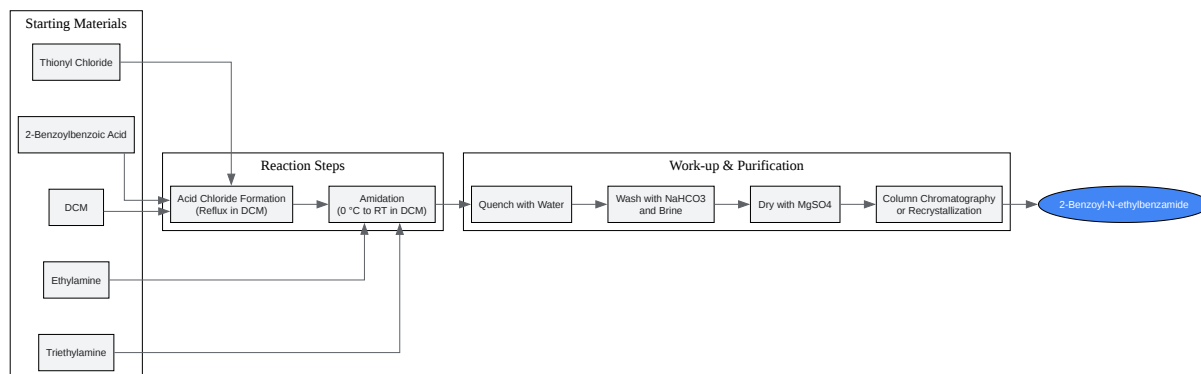 Starting Materials
Thionyl Chloride
2-Benzoylbenzoic Acid
DCM
Ethylamine
Triethylamine
Reaction Steps
Acid Chloride Formation
(Reflux in DCM)
Amidation
(0 °C to RT in DCM)
Work-up & Purification
Quench with Water
Wash with NaHCO3
and Brine
Dry with MgSO4
Column Chromatography
or Recrystallization
2-Benzoyl-N-ethylbenzamide